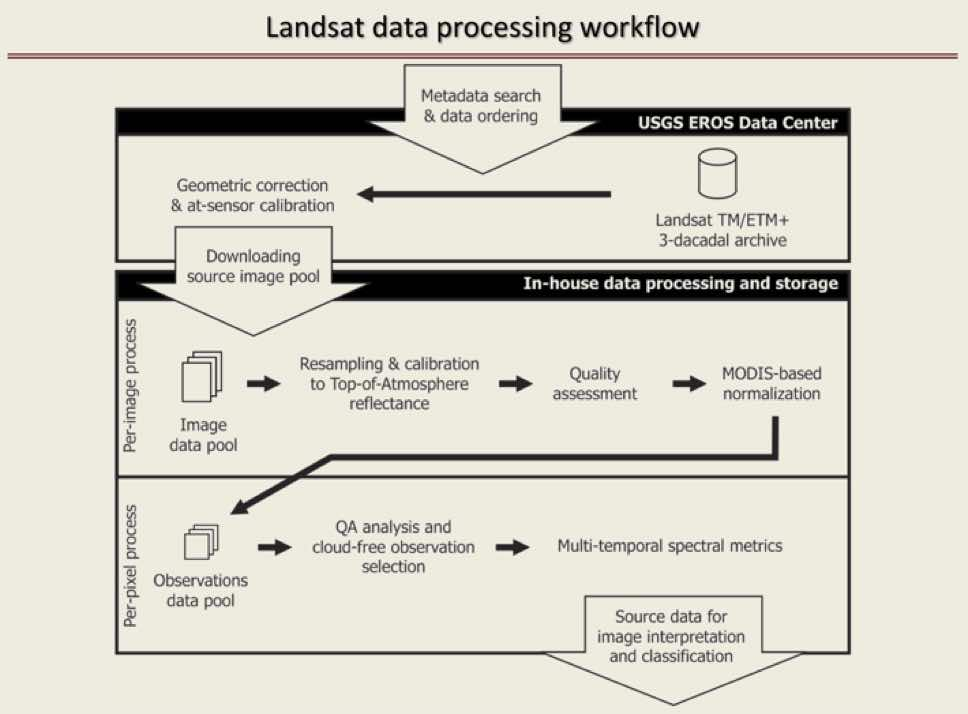 Landsat data processing workflow
Metadata search
& data ordering
USGS EROS Data Center
Geometric correction
& at-sensor calibration
Landsat TM/ETM+
3-dacadal archive
Downloading
source image pool
In-house data processing and storage
Per-image process
Image
data pool
Resampling & calibration
to Top-of-Atmosphere
reflectance
Quality
assessment
MODIS-based
normalization
Per-pixel process
Observations
data pool
QA analysis and
cloud-free observation
selection
Multi-temporal spectral metrics
Source data for
image interpretation
and classification